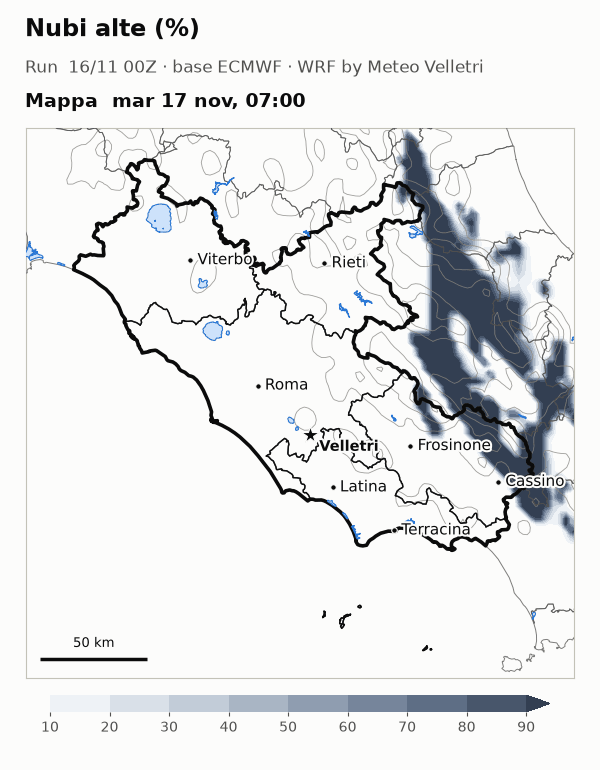 Nubi alte (%)
Run 16/11 00Z · base ECMWF · WRF by Meteo Velletri
Mappa mar 17 nov, 07:00
Viterbo
Rieti
Roma
Velletri
Frosinone
Cassino
Latina
Terracina
50 km
10 20 30 40 50 60 70 80 90